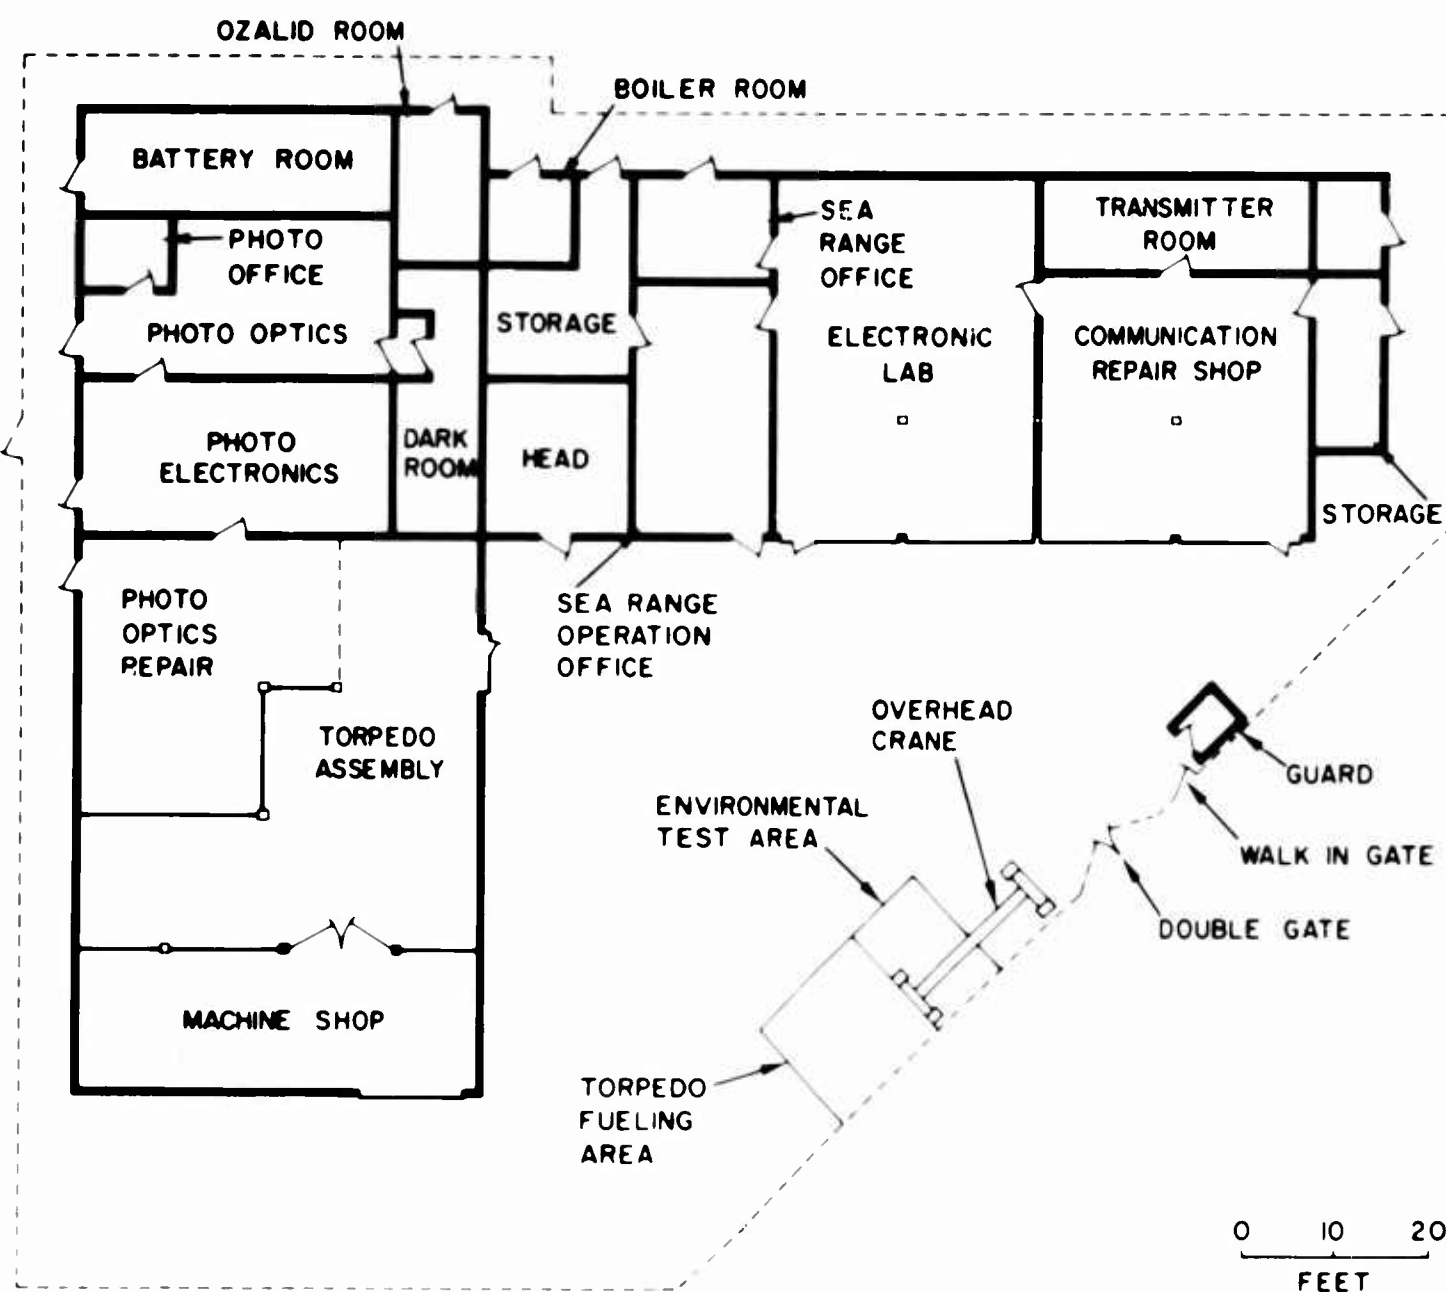 OZALID ROOM
BOILER ROOM
BATTERY ROOM
PHOTO
OFFICE
SEA
RANGE
OFFICE
TRANSMITTER
ROOM
PHOTO OPTICS
STORAGE
ELECTRONIC
LAB
COMMUNICATION
REPAIR SHOP
PHOTO
ELECTRONICS
DARK
ROOM
HEAD
STORAGE
PHOTO
OPTICS
REPAIR
SEA RANGE
OPERATION
OFFICE
TORPEDO
ASSEMBLY
OVERHEAD
CRANE
GUARD
ENVIRONMENTAL
TEST AREA
WALK IN GATE
DOUBLE GATE
MACHINE SHOP
TORPEDO
FUELING
AREA
0 10 20
FEET